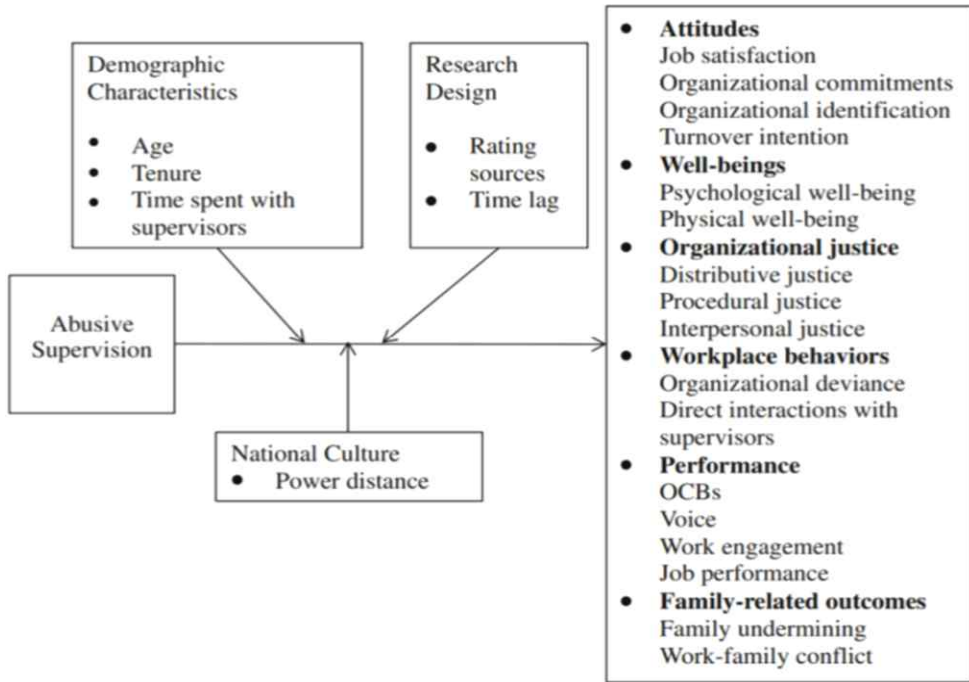 Demographic
Characteristics
• Age
• Tenure
• Time spent with
supervisors
Research
Design
• Rating
sources
• Time lag
Abusive
Supervision
National Culture
• Power distance
• Attitudes
Job satisfaction
Organizational commitments
Organizational identification
Turnover intention
• Well-beings
Psychological well-being
Physical well-being
• Organizational justice
Distributive justice
Procedural justice
Interpersonal justice
• Workplace behaviors
Organizational deviance
Direct interactions with
supervisors
• Performance
OCBs
Voice
Work engagement
Job performance
• Family-related outcomes
Family undermining
Work-family conflict